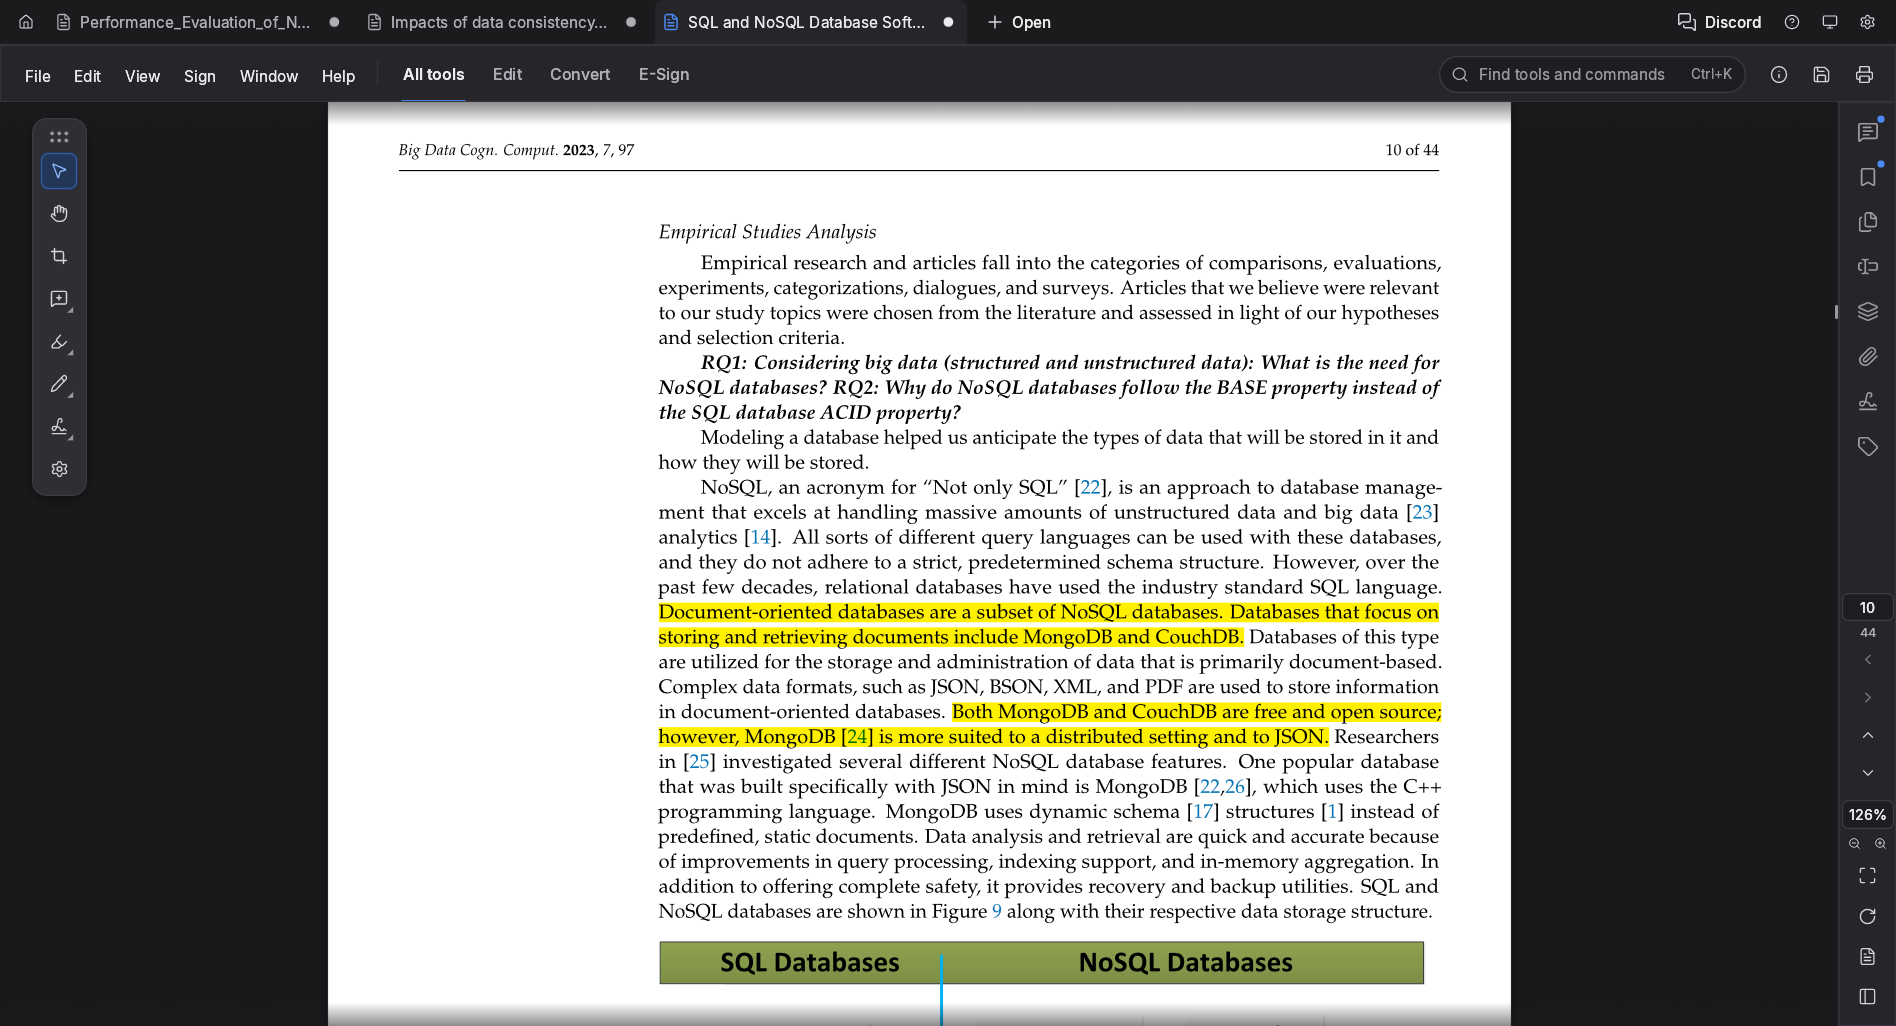 Performance_Evaluation_of_N...
Impacts of data consistency...
SQL and NoSQL Database Soft...
Open
Discord
File
Edit
View
Sign
Window
Help
All tools
Edit
Convert
E-Sign
Find tools and commands
Ctrl+K
Big Data Cogn. Comput. 2023, 7, 97
10 of 44
Empirical Studies Analysis
Empirical research and articles fall into the categories of comparisons, evaluations,
experiments, categorizations, dialogues, and surveys. Articles that we believe were relevant
to our study topics were chosen from the literature and assessed in light of our hypotheses
and selection criteria.
RQ1: Considering big data (structured and unstructured data): What is the need for
NoSQL databases? RQ2: Why do NoSQL databases follow the BASE property instead of
the SQL database ACID property?
Modeling a database helped us anticipate the types of data that will be stored in it and
how they will be stored.
NoSQL, an acronym for “Not only SQL” [22], is an approach to database manage-
ment that excels at handling massive amounts of unstructured data and big data [23]
analytics [14]. All sorts of different query languages can be used with these databases,
and they do not adhere to a strict, predetermined schema structure. However, over the
past few decades, relational databases have used the industry standard SQL language.
Document-oriented databases are a subset of NoSQL databases. Databases that focus on
storing and retrieving documents include MongoDB and CouchDB. Databases of this type
are utilized for the storage and administration of data that is primarily document-based.
Complex data formats, such as JSON, BSON, XML, and PDF are used to store information
in document-oriented databases. Both MongoDB and CouchDB are free and open source;
however, MongoDB [24] is more suited to a distributed setting and to JSON. Researchers
in [25] investigated several different NoSQL database features. One popular database
that was built specifically with JSON in mind is MongoDB [22,26], which uses the C++
programming language. MongoDB uses dynamic schema [17] structures [1] instead of
predefined, static documents. Data analysis and retrieval are quick and accurate because
of improvements in query processing, indexing support, and in-memory aggregation. In
addition to offering complete safety, it provides recovery and backup utilities. SQL and
NoSQL databases are shown in Figure 9 along with their respective data storage structure.
SQL Databases
NoSQL Databases
10
44
126%